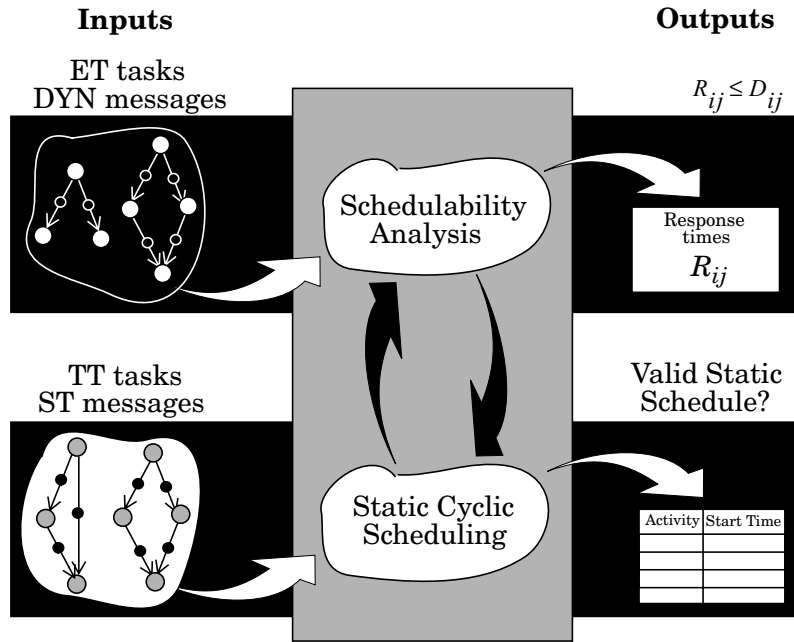 Inputs
Outputs
ET tasks
DYN messages
R_ij ≤ D_ij
Schedulability
Analysis
Response
times
R_ij
TT tasks
ST messages
Valid Static
Schedule?
Static Cyclic
Scheduling
Activity Start Time